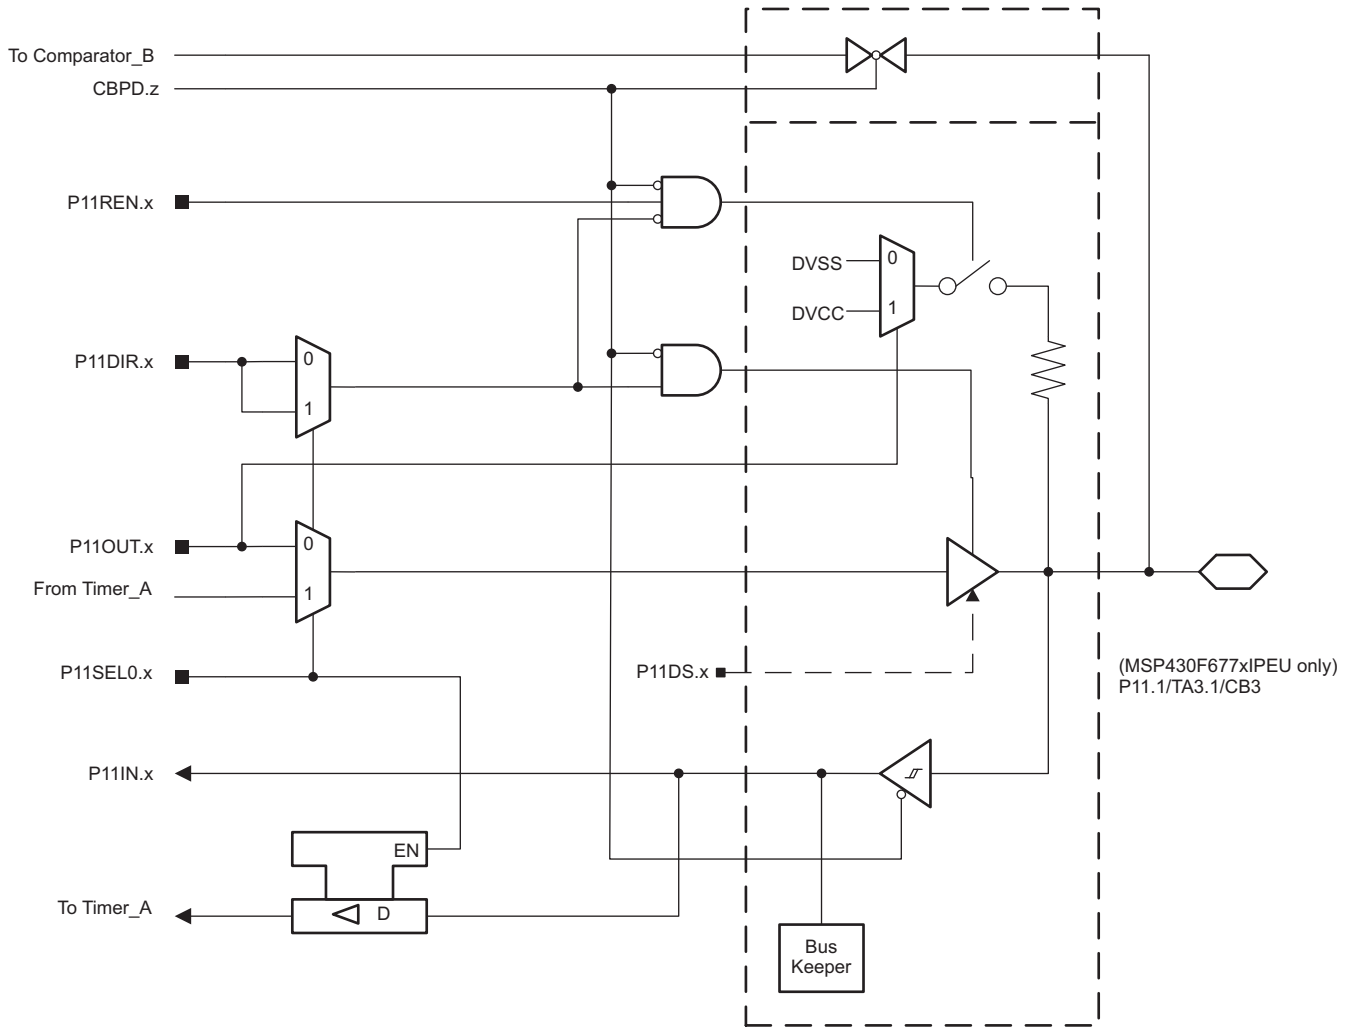 To Comparator_B
CBPD.z
P11REN.x
DVSS
0
DVCC
1
P11DIR.x
0
1
P11OUT.x
0
From Timer_A
1
P11SEL0.x
P11DS.x
(MSP430F677xIPEU only)
P11.1/TA3.1/CB3
P11IN.x
EN
To Timer_A
D
Bus
Keeper